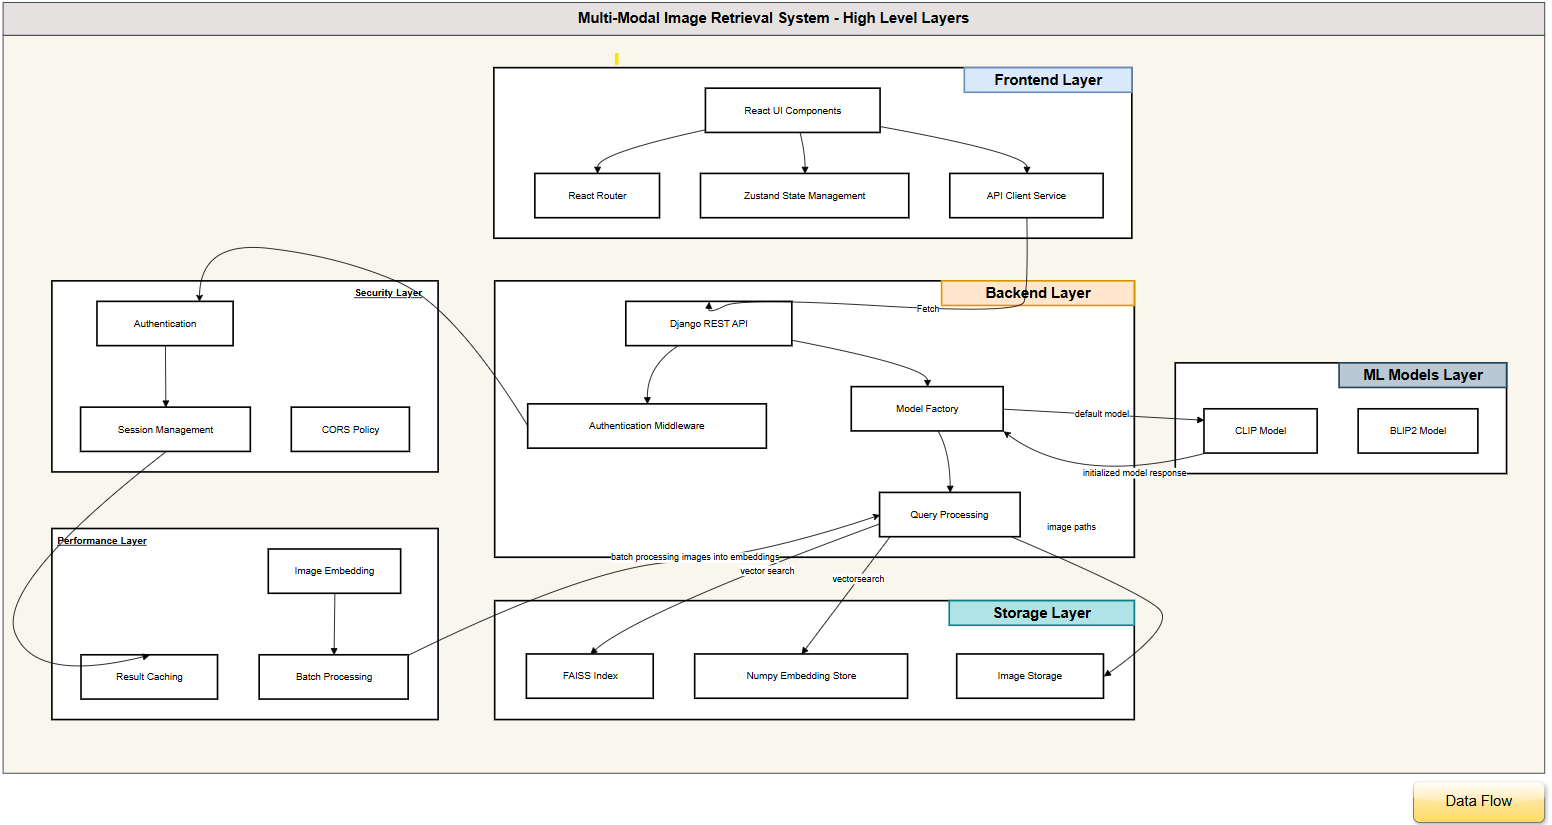 Multi-Modal Image Retrieval System - High Level Layers
Frontend Layer
React UI Components
React Router
Zustand State Management
API Client Service
Security Layer
Authentication
Session Management
CORS Policy
Backend Layer
Fetch
Django REST API
Authentication Middleware
Model Factory
Query Processing
ML Models Layer
default model
CLIP Model
BLIP2 Model
initialized model response
image paths
Performance Layer
Image Embedding
Result Caching
Batch Processing
batch processing images into embeddings
vector search
vectorsearch
Storage Layer
FAISS Index
Numpy Embedding Store
Image Storage
Data Flow